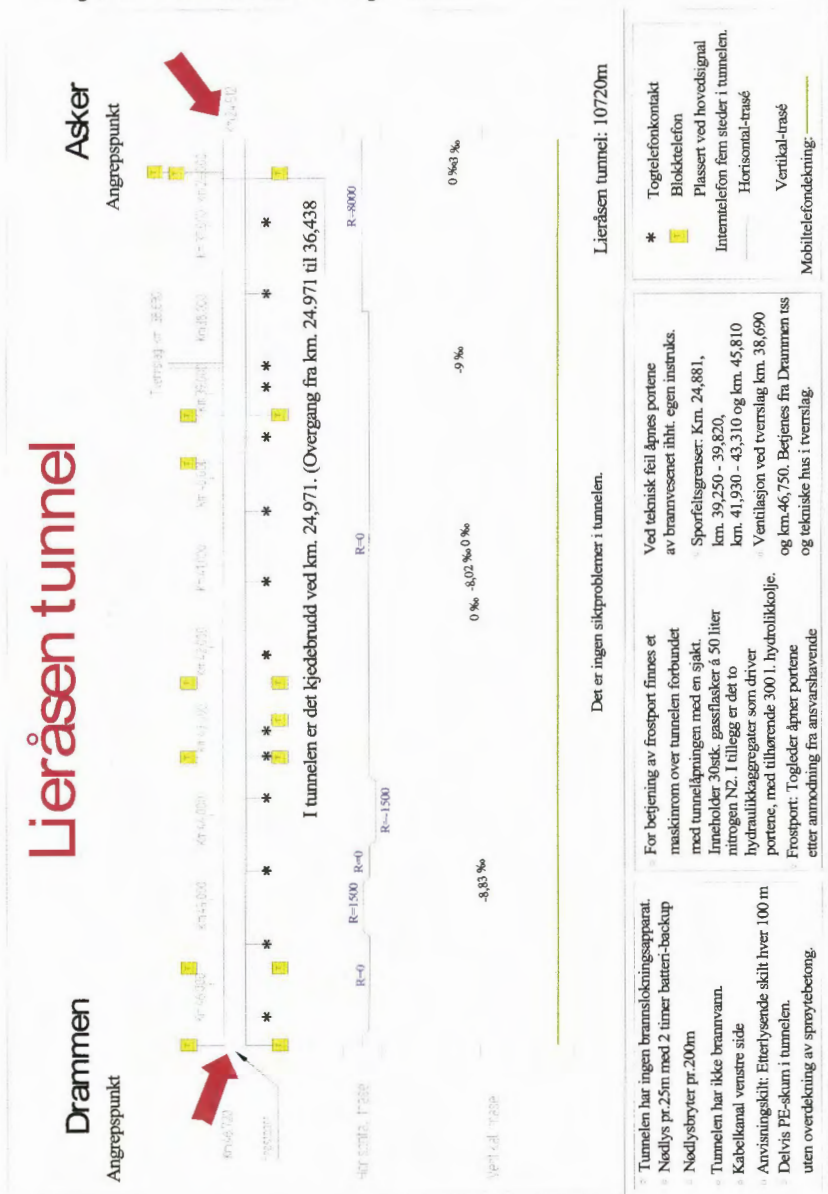 Lieråsen tunnel
Drammen
Angrepspunkt
Asker
Angrepspunkt
* * * * * * * * * * * * * *
I tunnelen er det kjedebrudd ved km. 24,971. (Overgang fra km. 24.971 til 36,438
R=0
R=1500
R=0
R=-1500
R=0
R=8000
-8,83 ‰
0 ‰ -8,02 ‰ 0 ‰
-9 ‰
0 ‰3 ‰
Det er ingen siktproblemer i tunnelen.
Lieråsen tunnel: 10720m
Tunnelen har ingen brannslokningsapparat.
Nødlys pr.25m med 2 timer batteri-backup
Nødlysbryter pr.200m
Tunnelen har ikke brannvann.
Kabelkanal venstre side
Anvisningskilt: Etterlysende skilt hver 100 m
Delvis PE-skum i tunnelen.
uten overdekning av sprøytebetong.
For betjening av frostport finnes et
maskinrom over tunnelen forbundet
med tunnelåpningen med en sjakt.
Inneholder 30stk. gassflasker á 50 liter
nitrogen N2. I tillegg er det to
hydraulikkaggregater som driver
portene, med tilhørende 300 l. hydrolikkolje.
Frostport: Togleder åpner portene
etter anmodning fra ansvarshavende
Ved teknisk feil åpnes portene
av brannvesenet ihht. egen instruks.
Sporfeltsgrenser: Km. 24,881,
km. 39,250 - 39,820,
km. 41,930 - 43,310 og km. 45,810
Ventilasjon ved tverrslag km. 38,690
og km.46,750. Betjenes fra Drammen tss
og tekniske hus i tverrslag.
* Togtelefonkontakt
Blokktelefon
Plassert ved hovedsignal
Interntelefon fem steder i tunnelen.
Horisontal-trasé
Vertikal-trasé
Mobiltelefondekning: